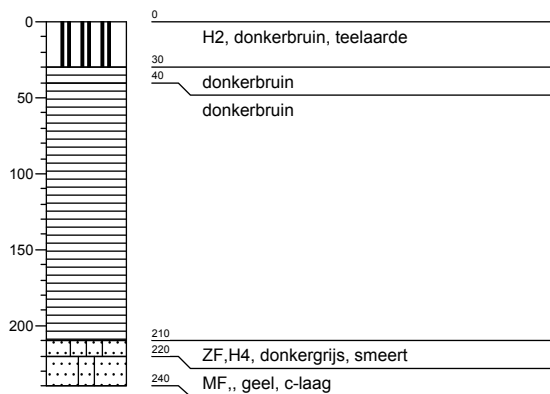 0
0
H2, donkerbruin, teelaarde
30
40
donkerbruin
50
donkerbruin
100
150
200
210
220
ZF,H4, donkergrijs, smeert
240
MF,, geel, c-laag